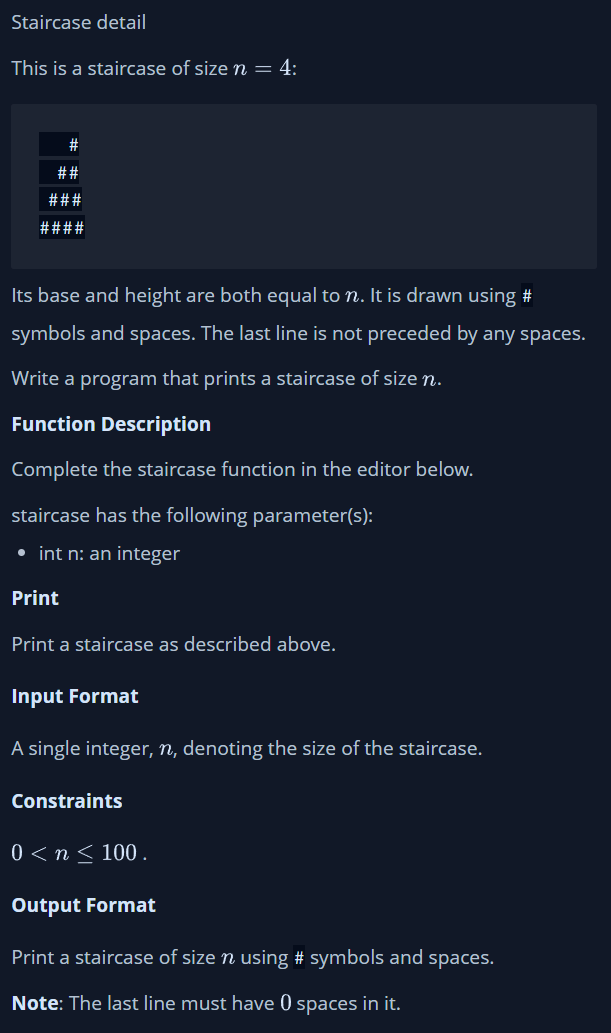 Staircase detail
This is a staircase of size n = 4:
   #
  ##
 ###
####
Its base and height are both equal to n. It is drawn using #
symbols and spaces. The last line is not preceded by any spaces.
Write a program that prints a staircase of size n.
Function Description
Complete the staircase function in the editor below.
staircase has the following parameter(s):
• int n: an integer
Print
Print a staircase as described above.
Input Format
A single integer, n, denoting the size of the staircase.
Constraints
0 < n ≤ 100 .
Output Format
Print a staircase of size n using # symbols and spaces.
Note: The last line must have 0 spaces in it.